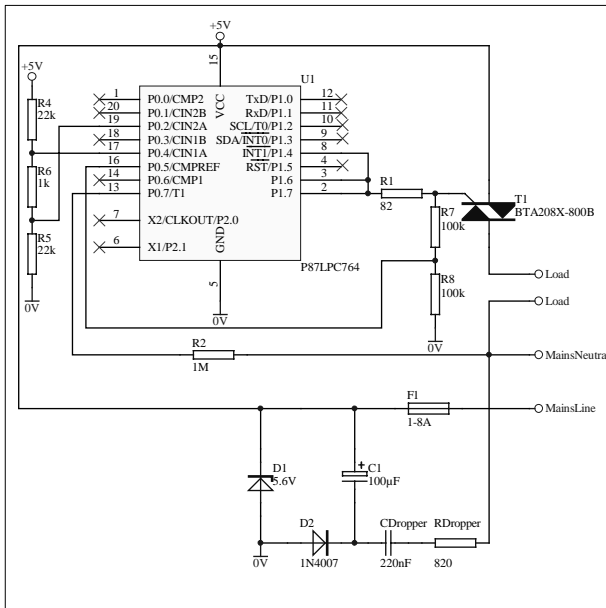 +5V
+5V
R4
22k
R6
1k
R5
22k
0V
U1
15
VCC
1 P0.0/CMP2
20 P0.1/CIN2B
19 P0.2/CIN2A
18 P0.3/CIN1B
17 P0.4/CIN1A
16 P0.5/CMPREF
14 P0.6/CMP1
13 P0.7/T1
7 X2/CLKOUT/P2.0
6 X1/P2.1
TxD/P1.0 12
RxD/P1.1 11
SCL/T0/P1.2 10
SDA/INT0/P1.3 9
INT1/P1.4 8
RST/P1.5 4
P1.6 3
P1.7 2
GND
5
0V
P87LPC764
R1
82
R7
100k
R8
100k
0V
T1
BTA208X-800B
Load
Load
R2
1M
MainsNeutra
MainsLine
F1
1-8A
D1
5.6V
C1
+
100µF
D2
1N4007
0V
CDropper
220nF
RDropper
820